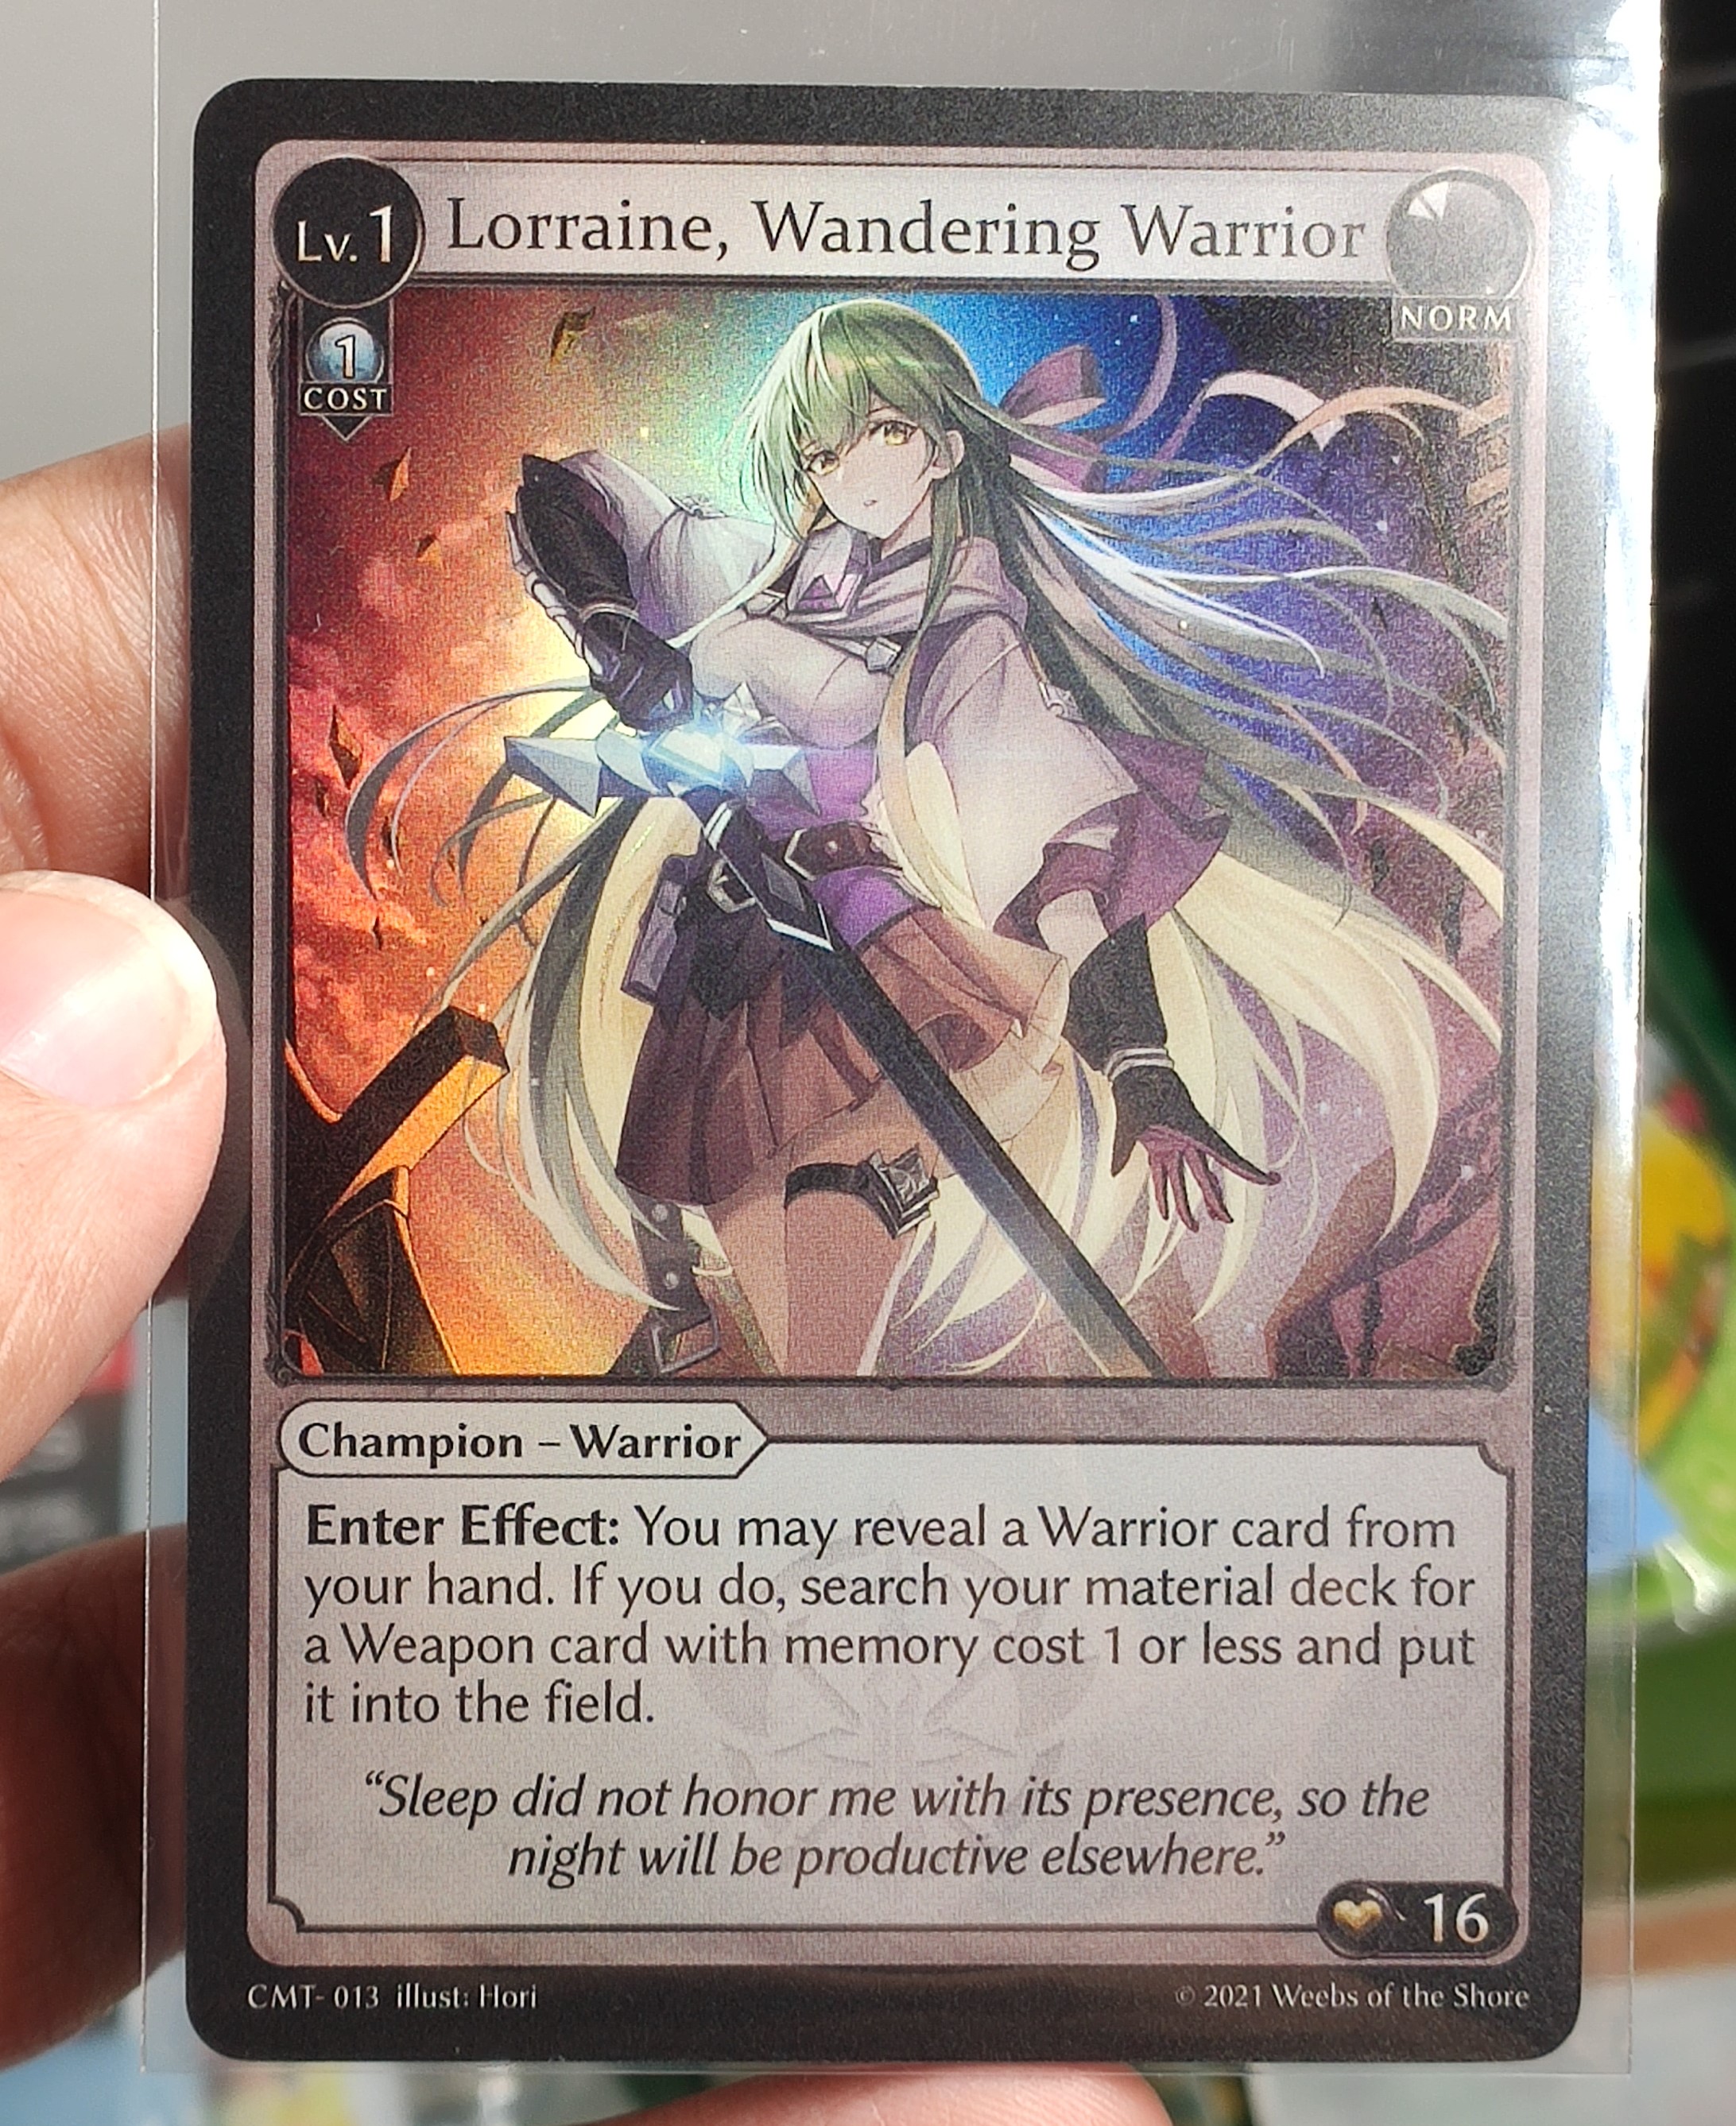 Lv. 1 Lorraine, Wandering Warrior
NORM
1
COST
Champion – Warrior
Enter Effect: You may reveal a Warrior card from
your hand. If you do, search your material deck for
a Weapon card with memory cost 1 or less and put
it into the field.
“Sleep did not honor me with its presence, so the
night will be productive elsewhere.”
16
CMT- 013 illust: Hori
© 2021 Weebs of the Shore